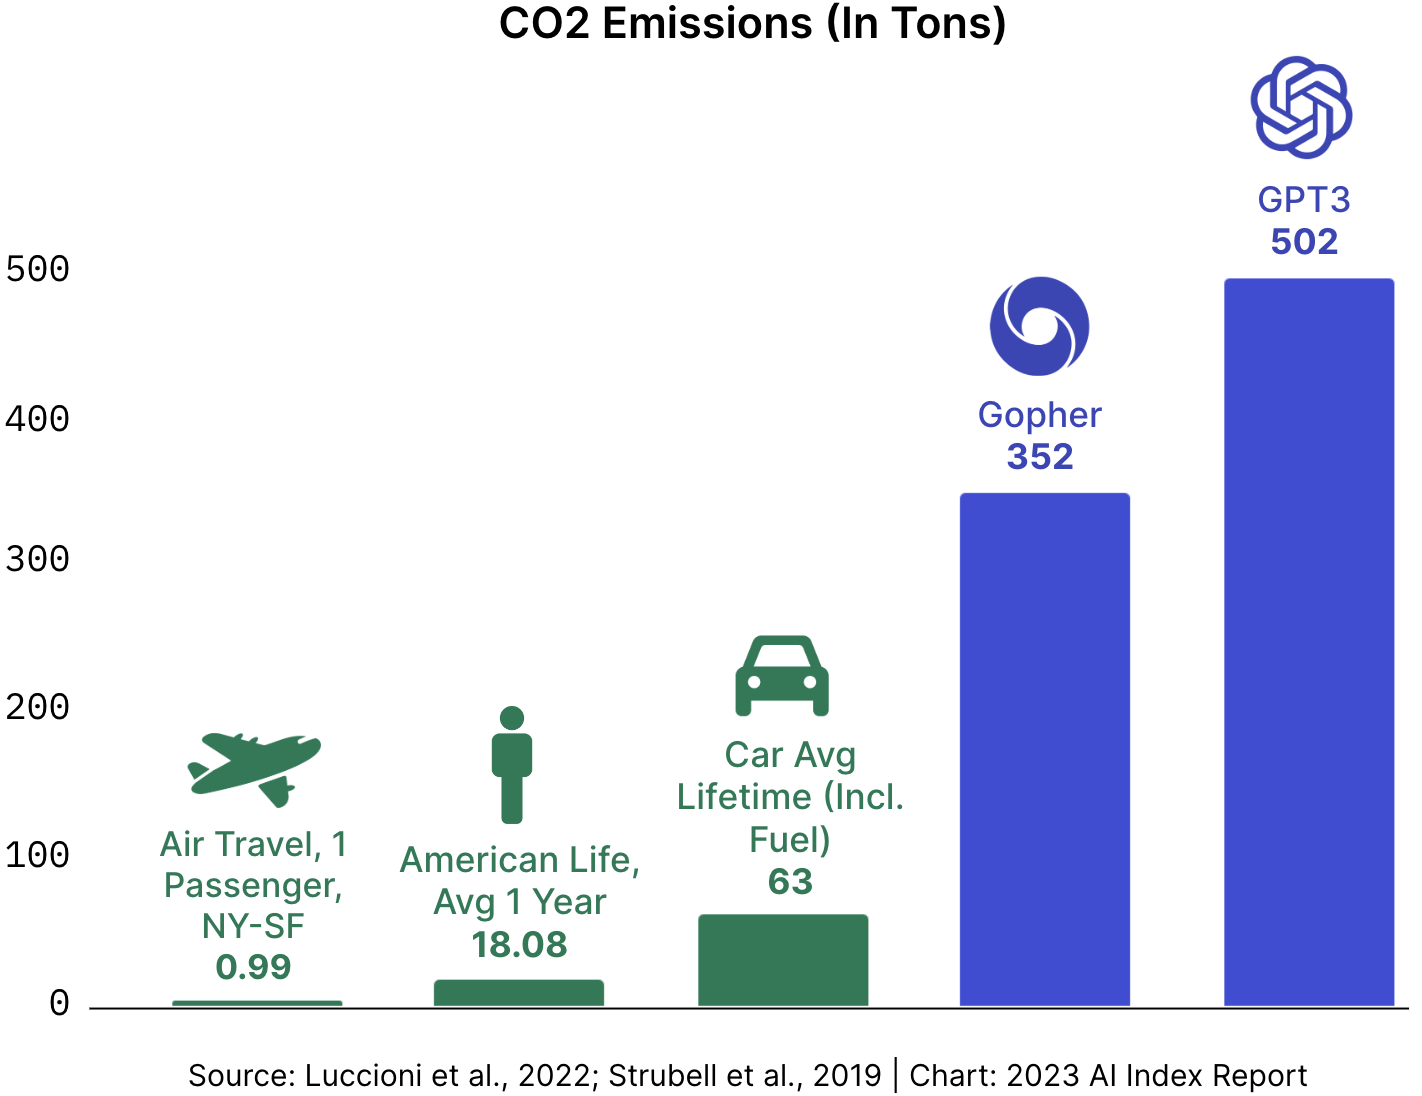 CO2 Emissions (In Tons)
500
400
300
200
100
0
Air Travel, 1
Passenger,
NY-SF
0.99
American Life,
Avg 1 Year
18.08
Car Avg
Lifetime (Incl.
Fuel)
63
Gopher
352
GPT3
502
Source: Luccioni et al., 2022; Strubell et al., 2019 | Chart: 2023 AI Index Report